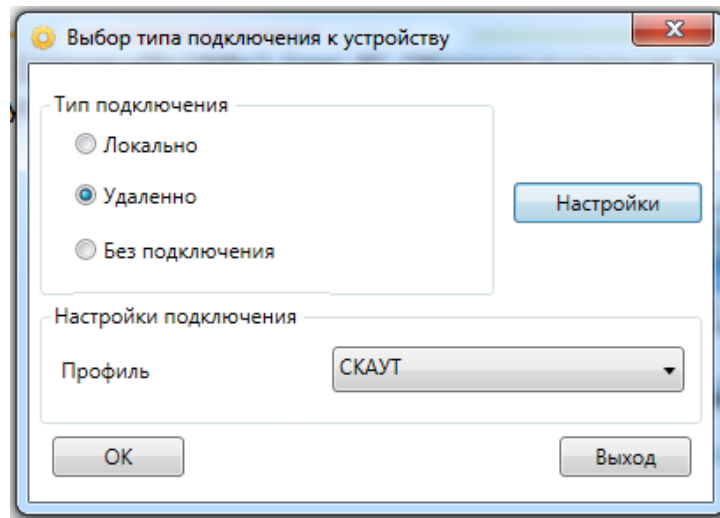 Выбор типа подключения к устройству
Тип подключения
Локально
Удаленно
Настройки
Без подключения
Настройки подключения
Профиль
СКАУТ
ОК
Выход